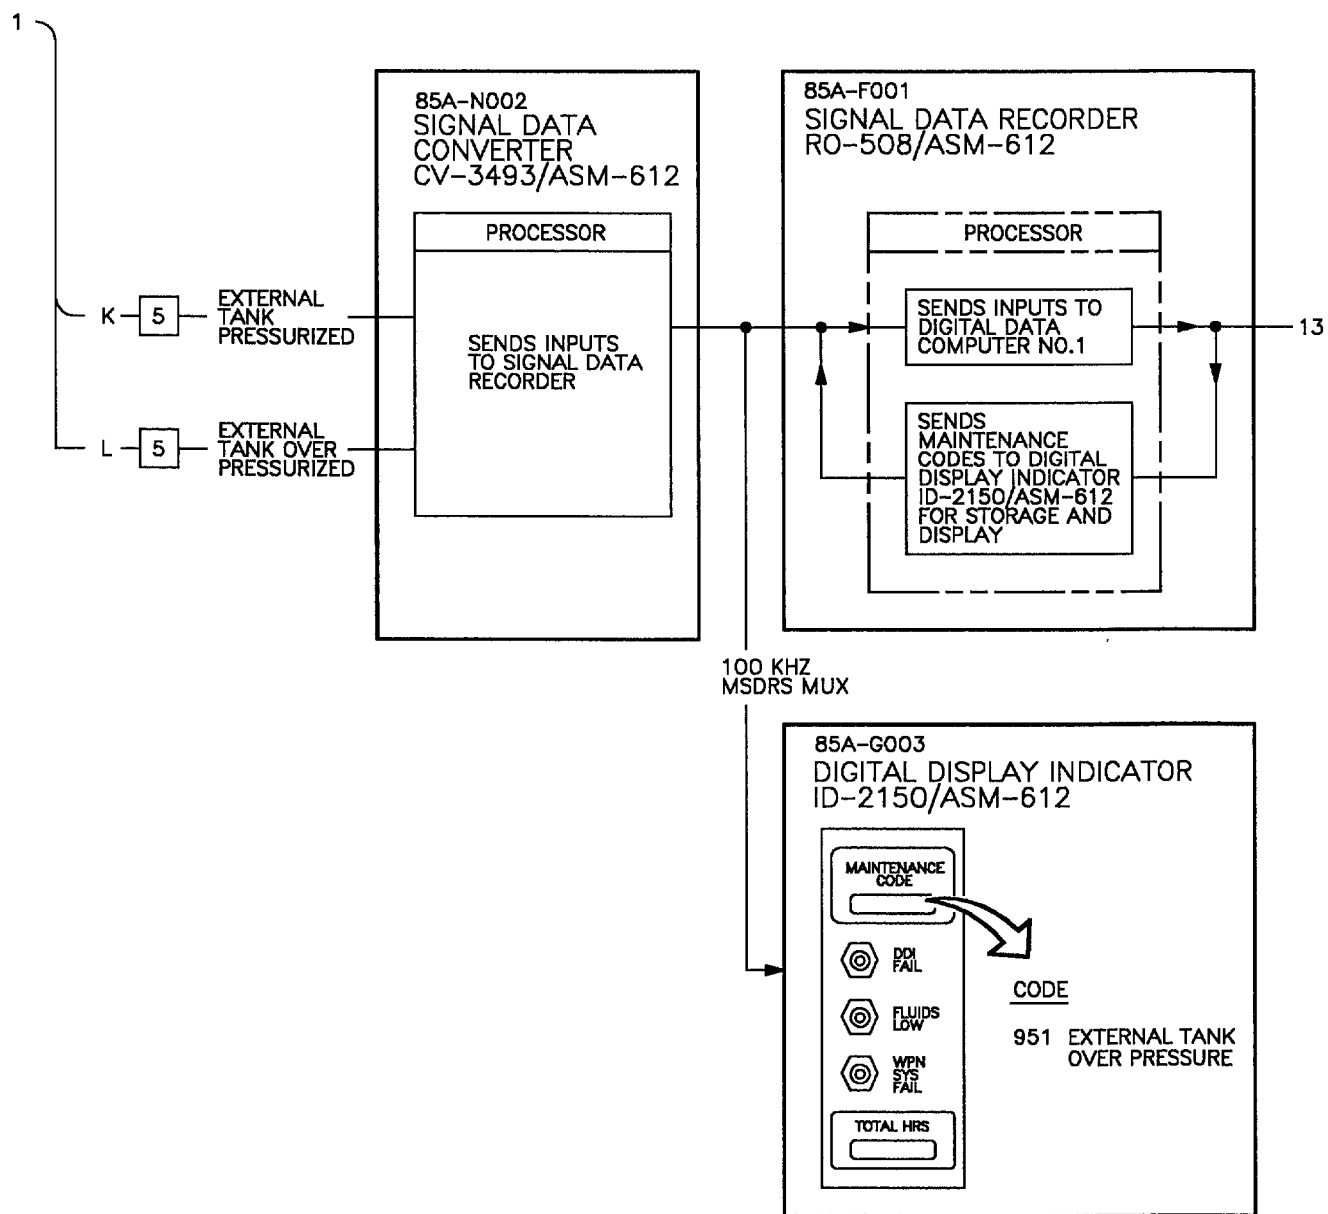 1
85A-N002
SIGNAL DATA
CONVERTER
CV-3493/ASM-612
PROCESSOR
SENDS INPUTS
TO SIGNAL DATA
RECORDER
K
5
EXTERNAL
TANK
PRESSURIZED
L
5
EXTERNAL
TANK OVER
PRESSURIZED
85A-F001
SIGNAL DATA RECORDER
RO-508/ASM-612
PROCESSOR
SENDS INPUTS TO
DIGITAL DATA
COMPUTER NO.1
13
SENDS
MAINTENANCE
CODES TO DIGITAL
DISPLAY INDICATOR
ID-2150/ASM-612
FOR STORAGE AND
DISPLAY
100 KHZ
MSDRS MUX
85A-G003
DIGITAL DISPLAY INDICATOR
ID-2150/ASM-612
MAINTENANCE
CODE
DDI
FAIL
FLUIDS
LOW
WPN
SYS
FAIL
TOTAL HRS
CODE
951 EXTERNAL TANK
OVER PRESSURE